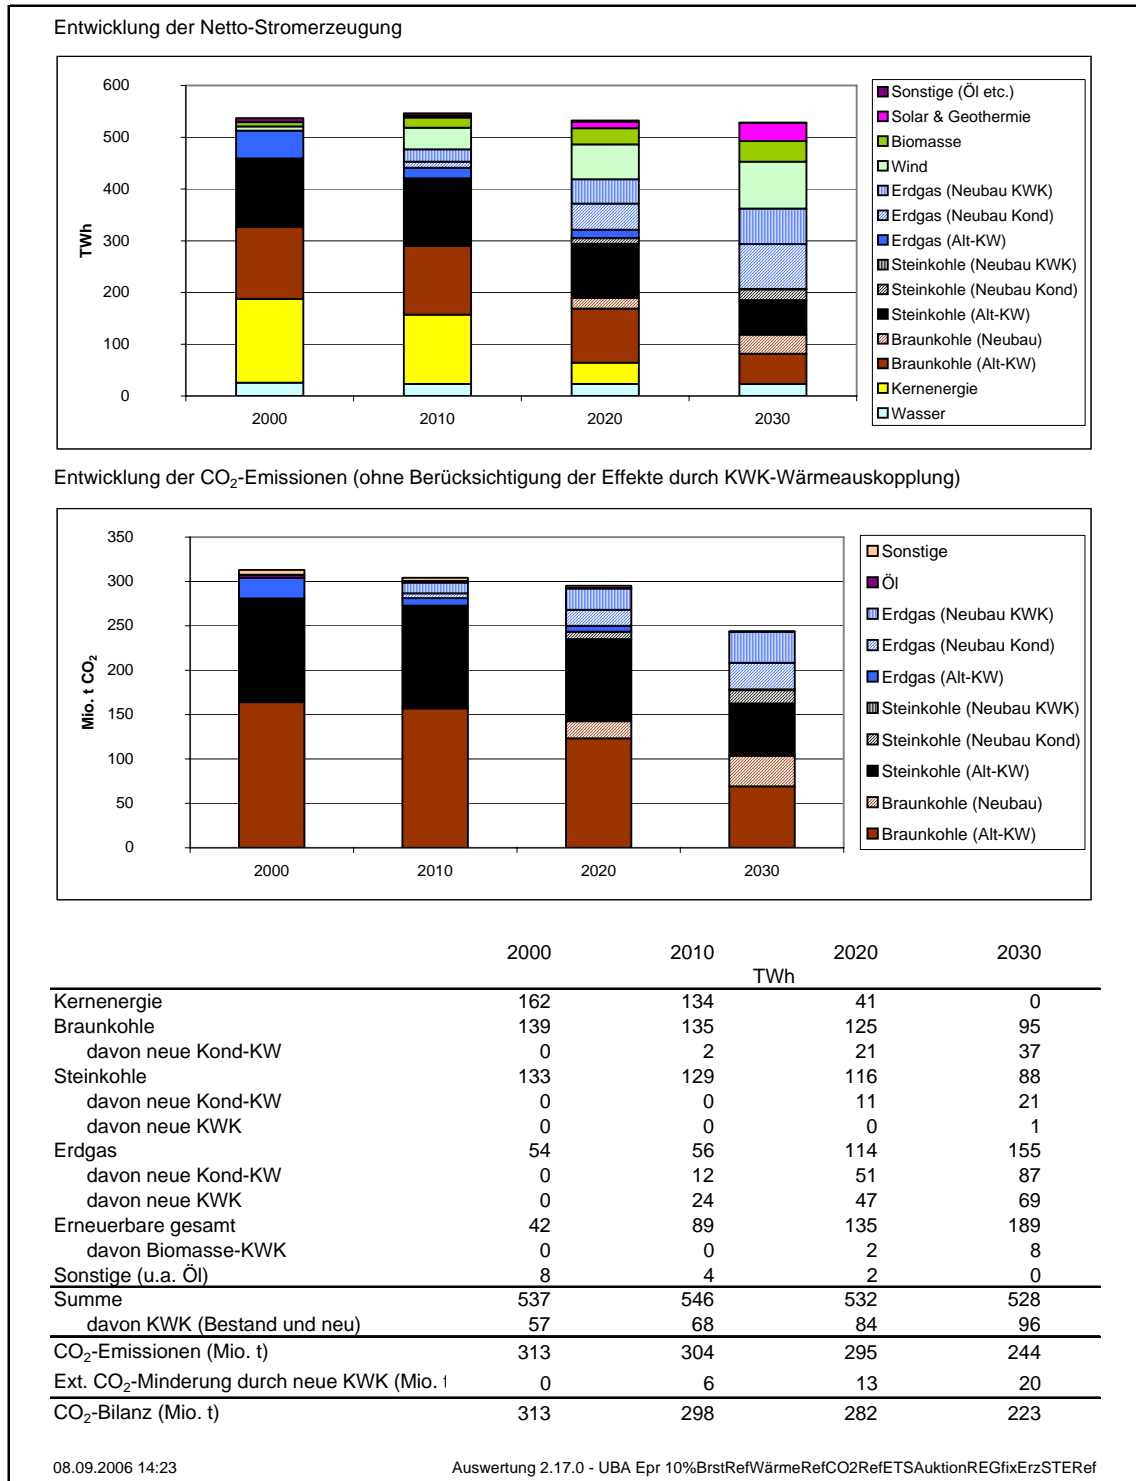 Entwicklung der Netto-Stromerzeugung
600
500
400
300
200
100
0
TWh
2000 2010 2020 2030
Sonstige (Öl etc.)
Solar & Geothermie
Biomasse
Wind
Erdgas (Neubau KWK)
Erdgas (Neubau Kond)
Erdgas (Alt-KW)
Steinkohle (Neubau KWK)
Steinkohle (Neubau Kond)
Steinkohle (Alt-KW)
Braunkohle (Neubau)
Braunkohle (Alt-KW)
Kernenergie
Wasser
Entwicklung der CO2-Emissionen (ohne Berücksichtigung der Effekte durch KWK-Wärmeauskopplung)
350
300
250
200
150
100
50
0
Mio. t CO2
2000 2010 2020 2030
Sonstige
Öl
Erdgas (Neubau KWK)
Erdgas (Neubau Kond)
Erdgas (Alt-KW)
Steinkohle (Neubau KWK)
Steinkohle (Neubau Kond)
Steinkohle (Alt-KW)
Braunkohle (Neubau)
Braunkohle (Alt-KW)
2000 2010 2020 2030
TWh
Kernenergie 162 134 41 0
Braunkohle 139 135 125 95
davon neue Kond-KW 0 2 21 37
Steinkohle 133 129 116 88
davon neue Kond-KW 0 0 11 21
davon neue KWK 0 0 0 1
Erdgas 54 56 114 155
davon neue Kond-KW 0 12 51 87
davon neue KWK 0 24 47 69
Erneuerbare gesamt 42 89 135 189
davon Biomasse-KWK 0 0 2 8
Sonstige (u.a. Öl) 8 4 2 0
Summe 537 546 532 528
davon KWK (Bestand und neu) 57 68 84 96
CO2-Emissionen (Mio. t) 313 304 295 244
Ext. CO2-Minderung durch neue KWK (Mio. t 0 6 13 20
CO2-Bilanz (Mio. t) 313 298 282 223
08.09.2006 14:23 Auswertung 2.17.0 - UBA Epr 10%BrstRefWärmeRefCO2RefETSAuktionREGfixErzSTERef